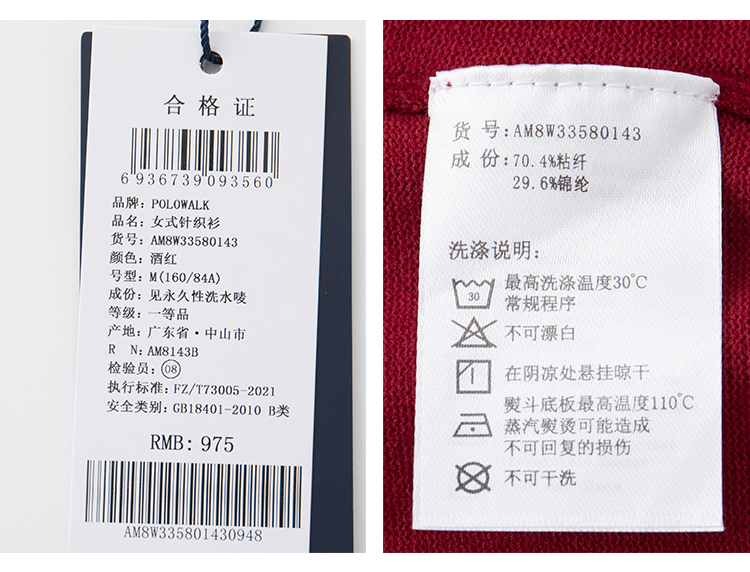 合格证
6 936739 093560
品牌: POLOWALK
品名: 女式针织衫
货号: AM8W33580143
颜色: 酒红
号型: M(160/84A)
成份: 见永久性洗水唛
等级: 一等品
产地: 广东省·中山市
R N: AM8143B
检验员: 08
执行标准: FZ/T73005-2021
安全类别: GB18401-2010 B类
RMB: 975
AM8W335801430948
货 号: AM8W33580143
成 份: 70.4%粘纤
29.6%锦纶
洗涤说明:
30
最高洗涤温度30℃
常规程序
不可漂白
在阴凉处悬挂晾干
熨斗底板最高温度110℃
蒸汽熨烫可能造成
不可回复的损伤
不可干洗